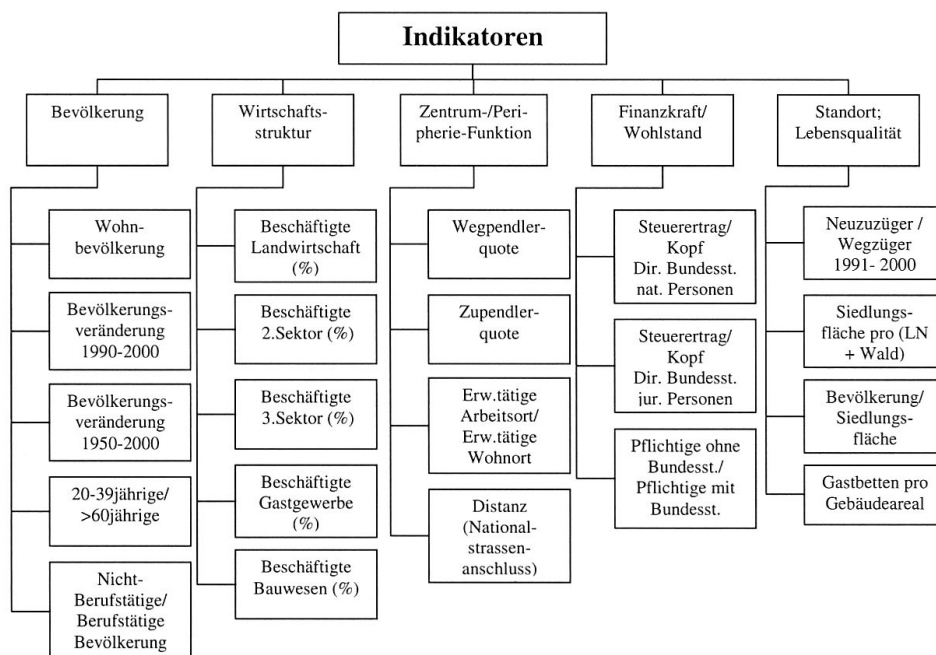 Indikatoren
Bevölkerung
Wirtschafts-
struktur
Zentrum-/Peri-
pherie-Funktion
Finanzkraft/
Wohlstand
Standort;
Lebensqualität
Wohn-
bevölkerung
Bevölkerungs-
veränderung
1990-2000
Bevölkerungs-
veränderung
1950-2000
20-39jährige/
>60jährige
Nicht-
Berufstätige/
Berufstätige
Bevölkerung
Beschäftigte
Landwirtschaft
(%)
Beschäftigte
2.Sektor (%)
Beschäftigte
3.Sektor (%)
Beschäftigte
Gastgewerbe
(%)
Beschäftigte
Bauwesen (%)
Wegpendler-
quote
Zupendler-
quote
Erw.tätige
Arbeitsort/
Erw.tätige
Wohnort
Distanz
(National-
strassen-
anschluss)
Steuerertrag/
Kopf
Dir. Bundesst.
nat. Personen
Steuerertrag/
Kopf
Dir. Bundesst.
jur. Personen
Pflichtige ohne
Bundesst./
Pflichtige mit
Bundesst.
Neuzuzüger /
Wegzüger
1991- 2000
Siedlungs-
fläche pro (LN
+ Wald)
Bevölkerung/
Siedlungs-
fläche
Gastbetten pro
Gebäudeareal